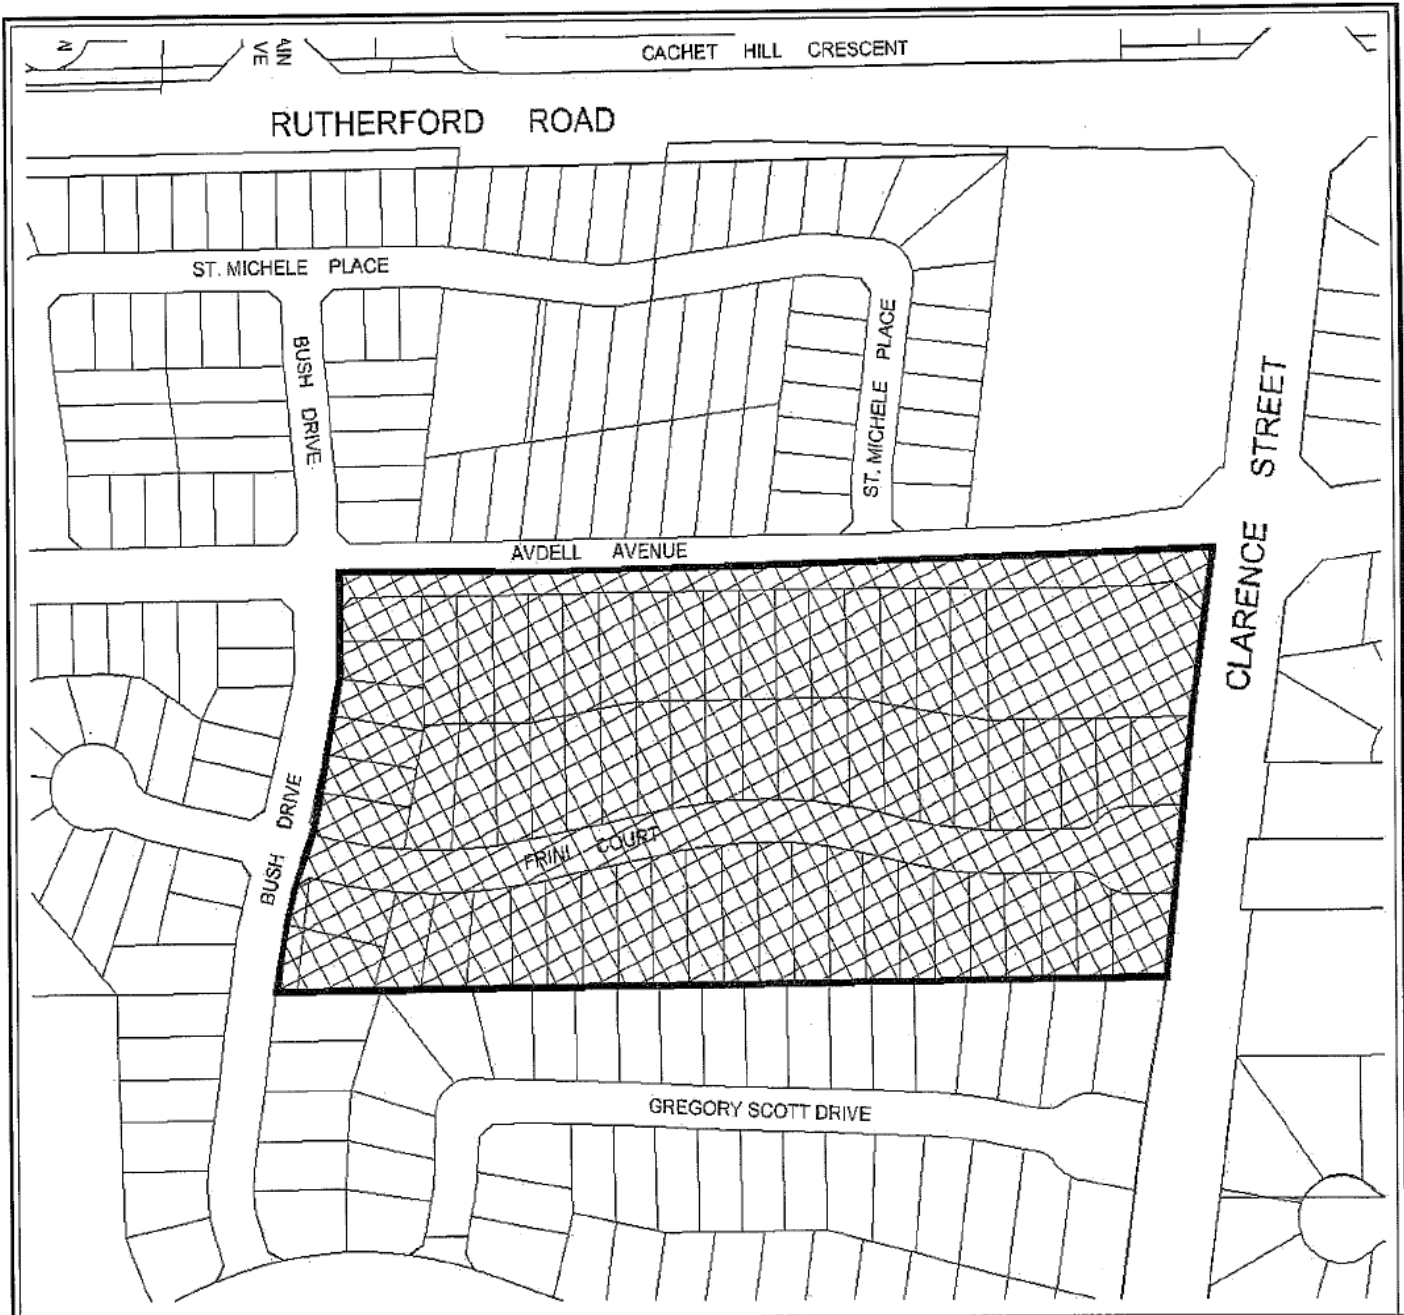 CACHET HILL CRESCENT
RUTHERFORD ROAD
ST. MICHELE PLACE
BUSH DRIVE
ST. MICHELE PLACE
CLARENCE STREET
AVDELL AVENUE
BUSH DRIVE
FRINI COURT
GREGORY SCOTT DRIVE